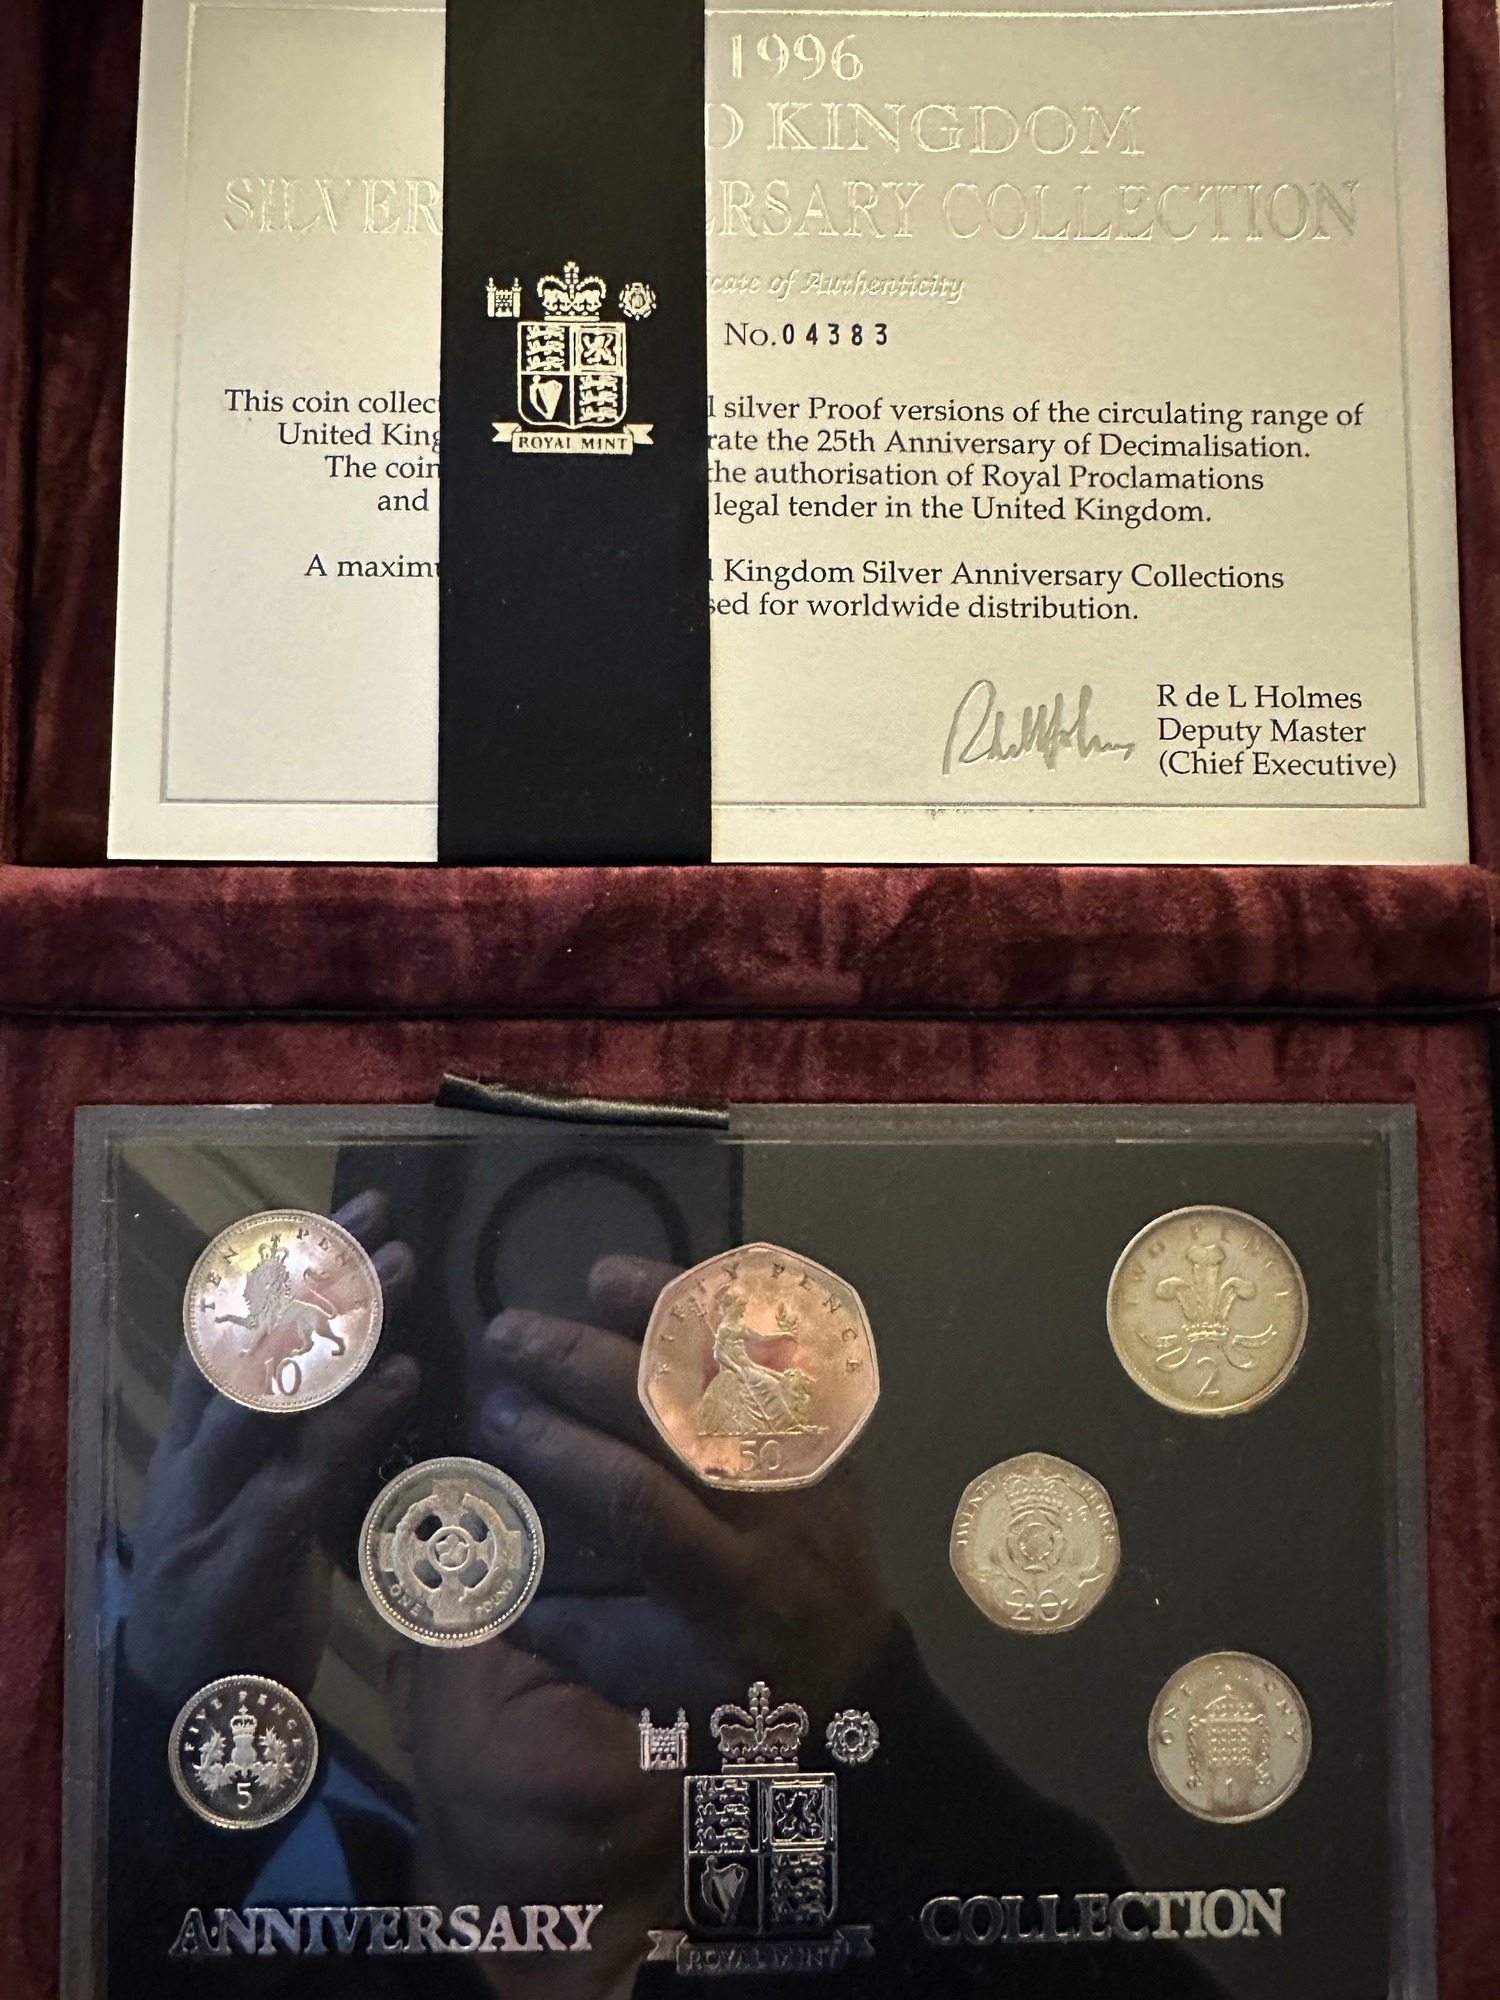 1996
KINGDOM
SILVER ERSARY COLLECTION
cate of Authenticity
No. 04383
This coin collec l silver Proof versions of the circulating range of
United King rate the 25th Anniversary of Decimalisation.
The coin the authorisation of Royal Proclamations
and legal tender in the United Kingdom.
A maximu Kingdom Silver Anniversary Collections
sed for worldwide distribution.
R de L Holmes
Deputy Master
(Chief Executive)
ROYAL MINT
TEN PENCE
10
FIFTY PENCE
50
TWO PENCE
2
ONE POUND
TWENTY PENCE
20
FIVE PENCE
5
ONE PENNY
1
ANNIVERSARY COLLECTION
ROYAL MINT